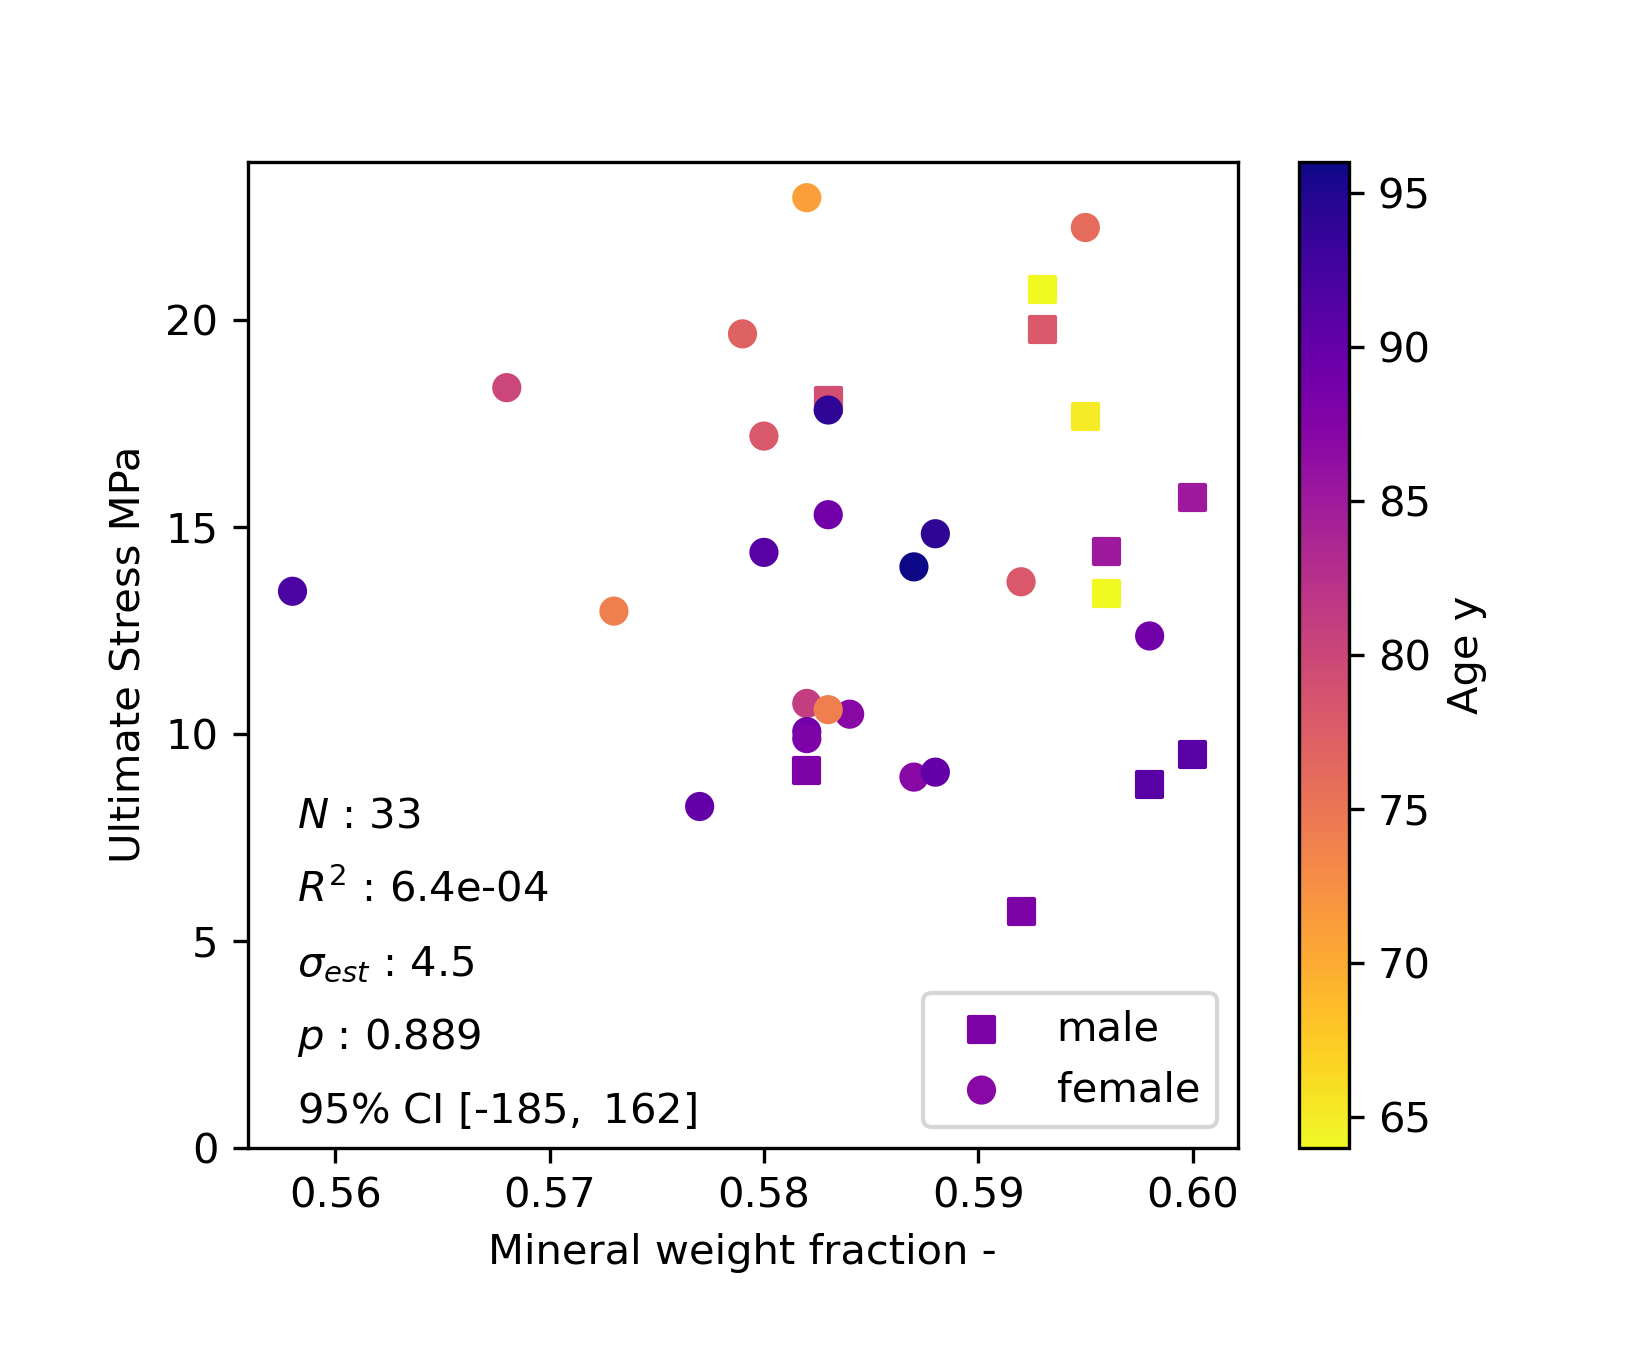 Ultimate Stress MPa
20
15
10
5
0
N : 33
R² : 6.4e-04
σest : 4.5
p : 0.889
95% CI [-185, 162]
male
female
0.56 0.57 0.58 0.59 0.60
Mineral weight fraction -
95
90
85
80
75
70
65
Age y